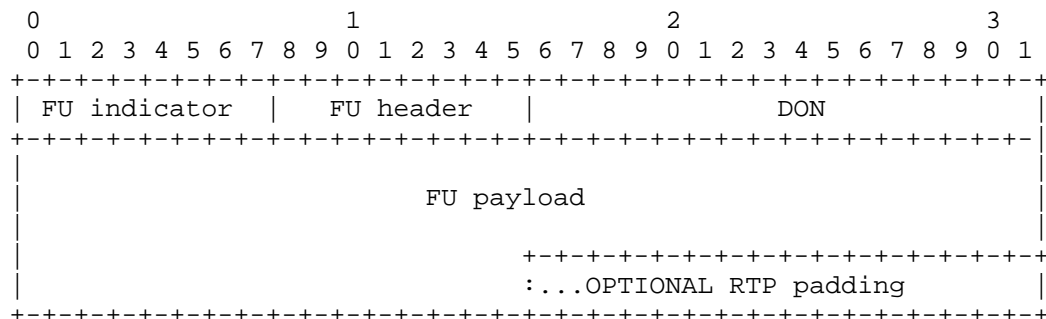 0                   1                   2                   3
 0 1 2 3 4 5 6 7 8 9 0 1 2 3 4 5 6 7 8 9 0 1 2 3 4 5 6 7 8 9 0 1
+-+-+-+-+-+-+-+-+-+-+-+-+-+-+-+-+-+-+-+-+-+-+-+-+-+-+-+-+-+-+-+-+
| FU indicator  |   FU header   |               DON             |
+-+-+-+-+-+-+-+-+-+-+-+-+-+-+-+-+-+-+-+-+-+-+-+-+-+-+-+-+-+-+-+-|
|                                                               |
|                         FU payload                            |
|                                                               |
|                               +-+-+-+-+-+-+-+-+-+-+-+-+-+-+-+-+
|                               :...OPTIONAL RTP padding        |
+-+-+-+-+-+-+-+-+-+-+-+-+-+-+-+-+-+-+-+-+-+-+-+-+-+-+-+-+-+-+-+-+